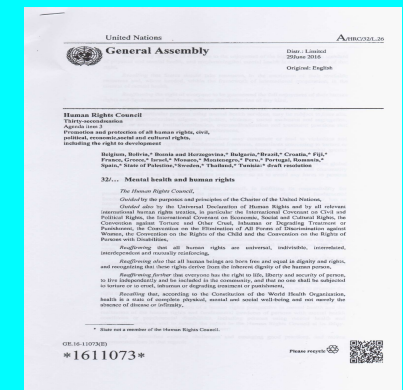 United Nations
A/HRC/32/L.26
General Assembly
Distr.: Limited
29June 2016
Original: English
Human Rights Council
Thirty-secondsession
Agenda item 3
Promotion and protection of all human rights, civil,
political, economic,social and cultural rights,
including the right to development
Belgium, Bolivia,* Bosnia and Herzegovina,* Bulgaria,*Brazil,* Croatia,* Fiji,*
France, Greece,* Israel,* Monaco,* Montenegro,* Peru,* Portugal, Romania,*
Spain,* State of Palestine,*Sweden,* Thailand,* Tunisia:* draft resolution
32/... Mental health and human rights
The Human Rights Council,
Guided by the purposes and principles of the Charter of the United Nations,
Guided also by the Universal Declaration of Human Rights and by all relevant
international human rights treaties, in particular the International Covenant on Civil and
Political Rights, the International Covenant on Economic, Social and Cultural Rights, the
Convention against Torture and Other Cruel, Inhuman or Degrading Treatment or
Punishment, the Convention on the Elimination of All Forms of Discrimination against
Women, the Convention on the Rights of the Child and the Convention on the Rights of
Persons with Disabilities,
Reaffirming that all human rights are universal, indivisible, interrelated,
interdependent and mutually reinforcing,
Reaffirming also that all human beings are born free and equal in dignity and rights,
and recognizing that these rights derive from the inherent dignity of the human person,
Reaffirming further that everyone has the right to life, liberty and security of person,
to live independently and be included in the community, and that no one shall be subjected
to torture or to cruel, inhuman or degrading treatment or punishment,
Recalling that, according to the Constitution of the World Health Organization,
health is a state of complete physical, mental and social well-being and not merely the
absence of disease or infirmity,
* State not a member of the Human Rights Council.
GE.16-11073(E)
*1611073*
Please recycle